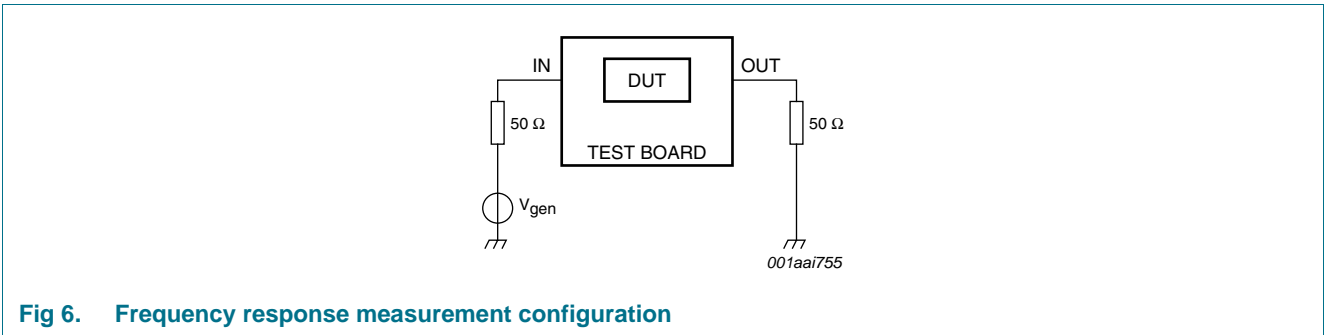 IN
OUT
DUT
50 Ω
50 Ω
TEST BOARD
Vgen
001aai755
Fig 6. Frequency response measurement configuration